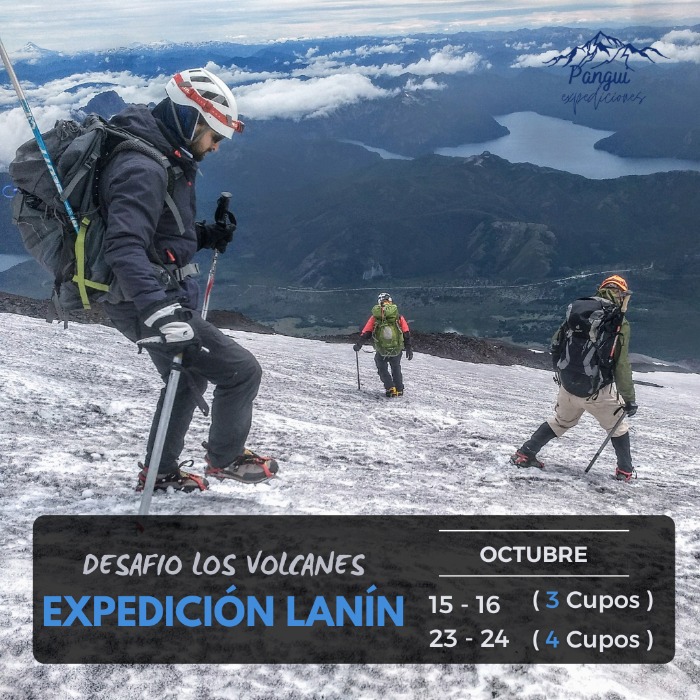 Pangui
expediciones
DESAFIO LOS VOLCANES
EXPEDICIÓN LANÍN
OCTUBRE
15 - 16 ( 3 Cupos )
23 - 24 ( 4 Cupos )